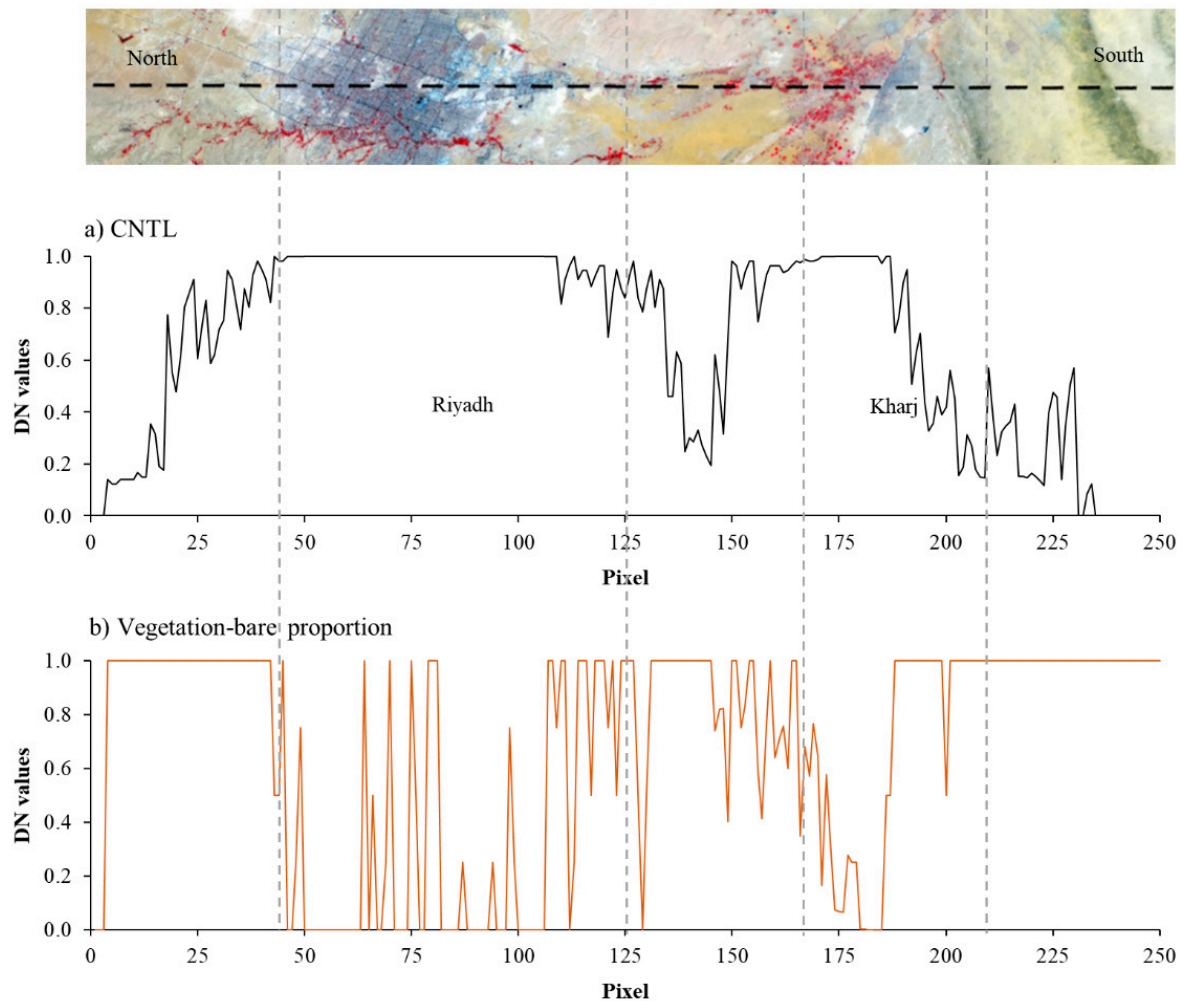 North
South
a) CNTL
1.0
0.8
0.6
0.4
0.2
0.0
DN values
Riyadh
Kharj
0 25 50 75 100 125 150 175 200 225 250
Pixel
b) Vegetation-bare proportion
1.0
0.8
0.6
0.4
0.2
0.0
DN values
0 25 50 75 100 125 150 175 200 225 250
Pixel